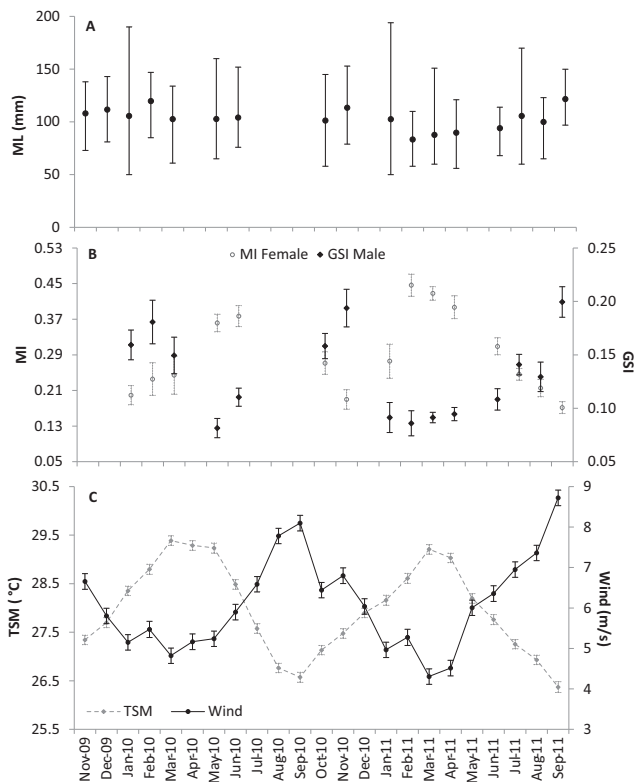 A
ML (mm)
200
150
100
50
0
B
MI Female
GSI Male
MI
0.53
0.45
0.37
0.29
0.21
0.13
0.05
GSI
0.25
0.20
0.15
0.10
0.05
C
TSM (°C)
30.5
29.5
28.5
27.5
26.5
25.5
Wind (m/s)
9
8
7
6
5
4
3
TSM
Wind
Nov-09
Dec-09
Jan-10
Feb-10
Mar-10
Apr-10
May-10
Jun-10
Jul-10
Aug-10
Sep-10
Oct-10
Nov-10
Dec-10
Jan-11
Feb-11
Mar-11
Apr-11
May-11
Jun-11
Jul-11
Aug-11
Sep-11